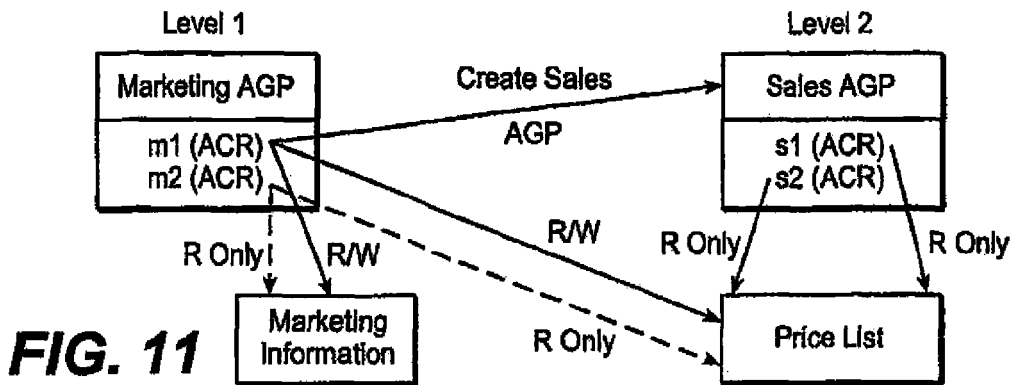 Level 1
Level 2
Marketing AGP
Create Sales
AGP
Sales AGP
m1 (ACR)
m2 (ACR)
s1 (ACR)
s2 (ACR)
R Only
R/W
R/W
R Only
R Only
R Only
Marketing
Information
Price List
FIG. 11